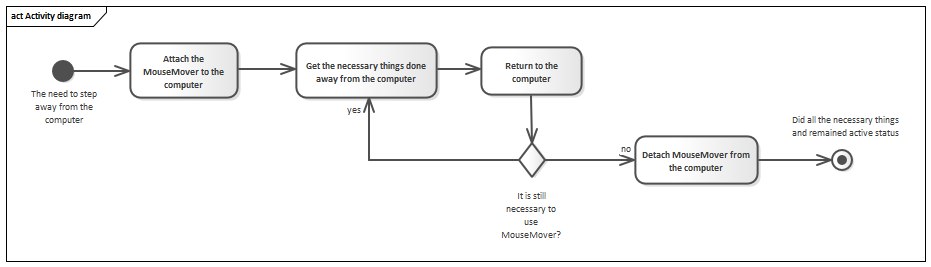 act Activity diagram
Attach the
MouseMover to the
computer
Get the necessary things done
away from the computer
Return to the
computer
The need to step
away from the
computer
yes
Did all the necessary things
and remained active status
no
Detach MouseMover from
the computer
It is still
necessary to
use
MouseMover?